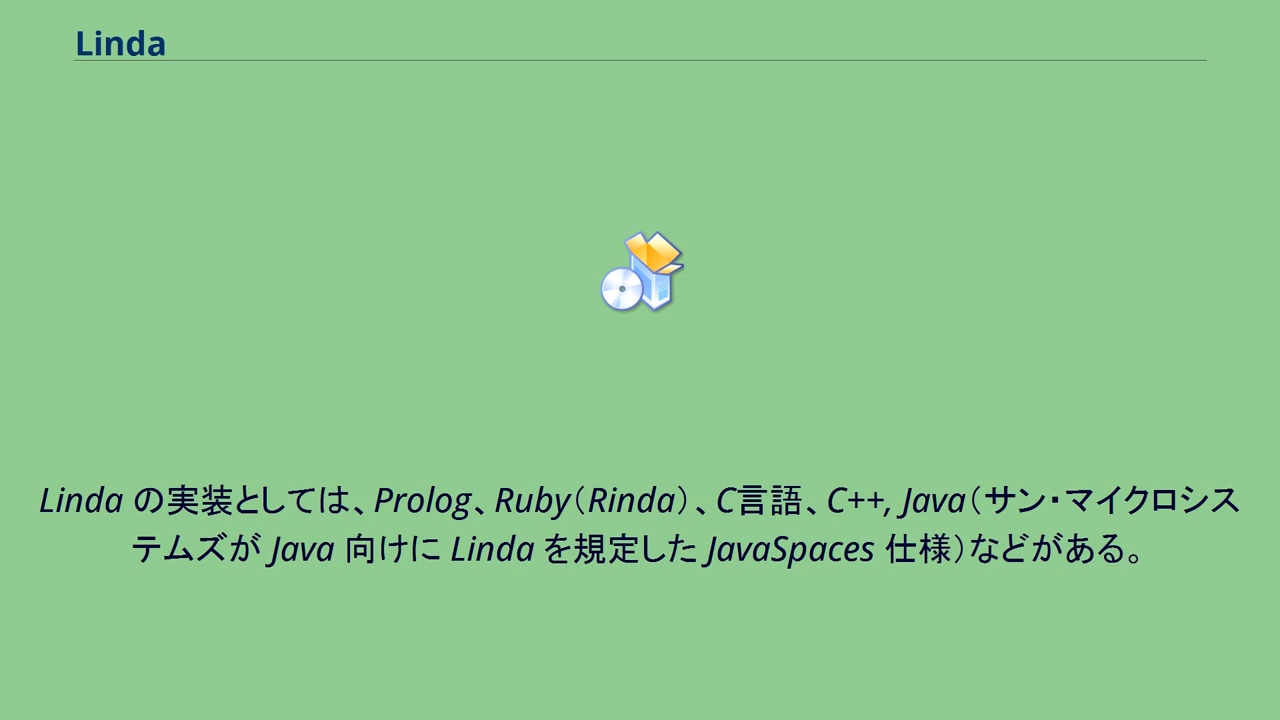 Linda
Linda の実装としては、Prolog、Ruby（Rinda）、C言語、C++, Java（サン・マイクロシス
テムズが Java 向けに Linda を規定した JavaSpaces 仕様）などがある。